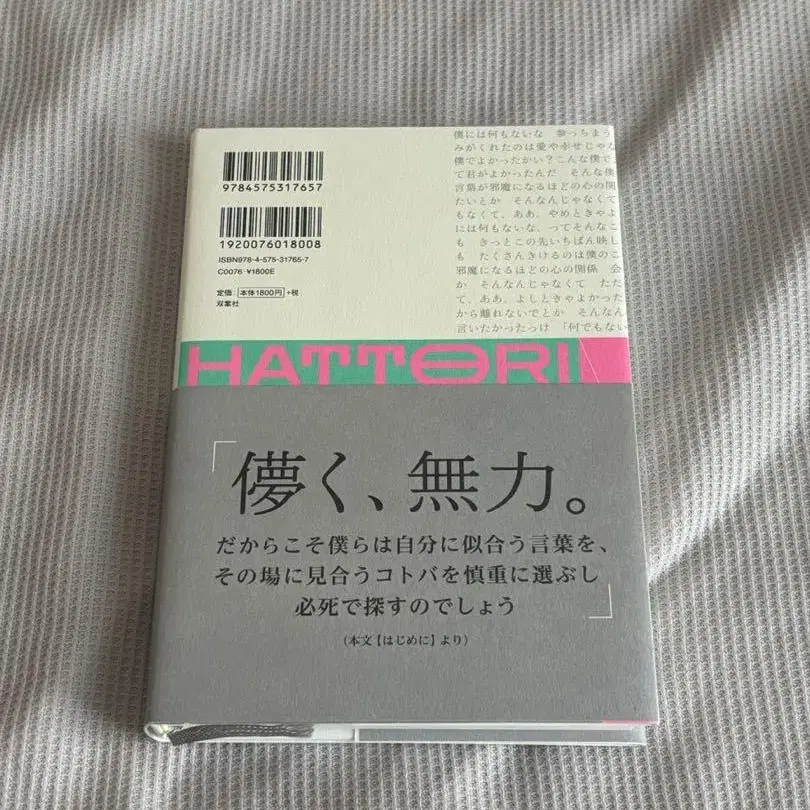 9784575317657
1920076018008
ISBN978-4-575-31765-7
C0076 ¥1800E
定価：本体1800円+税
双葉社
僕には何もないな　参っちまう
みがくれたのは愛や幸せじゃな
僕でよかったかい？こんな僕で
て君がよかったんだ　そんな僕
言葉が邪魔になるほどの心の関
たいとか　そんなんじゃなくて
もなくて、ああ、やめときゃよ
には何もないな、ってそんなこ
も　きっとこの先いちばん映し
も　たくさんきけるのは僕のこ
邪魔になるほどの心の関係　会
か　そんなんじゃなくて　ただ
て、ああ、よしときゃよかった
から離れないでとか　そんなん
言いたかったっけ　「何でもない
HATTORI
「儚く、無力。
だからこそ僕らは自分に似合う言葉を、
その場に見合うコトバを慎重に選ぶし
必死で探すのでしょう」
（本文【はじめに】より）